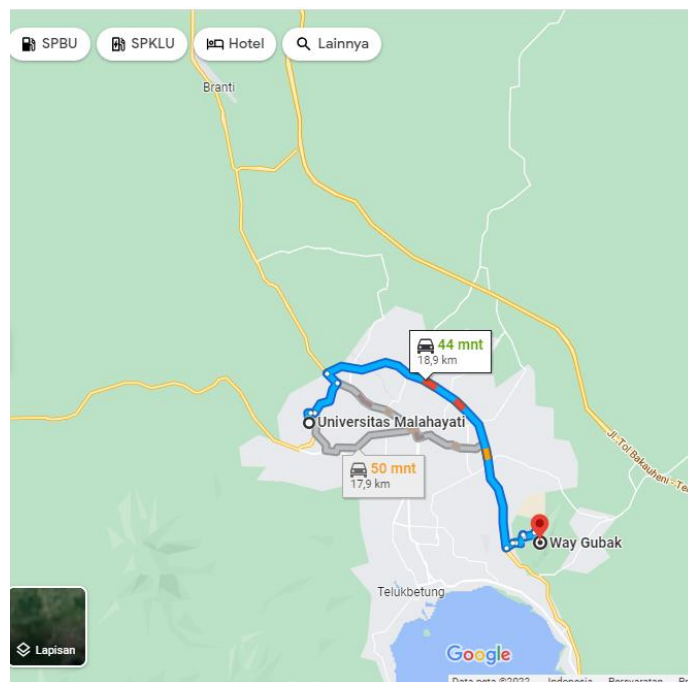 SPBU
SPKLU
Hotel
Lainnya
Branti
44 mnt
18,9 km
Universitas Malahayati
50 mnt
17,9 km
Jl. Tol Bakauheni - Te
Way Gubak
Telukbetung
Lapisan
Google
Data peta ©2022 Indonesia Persyaratan